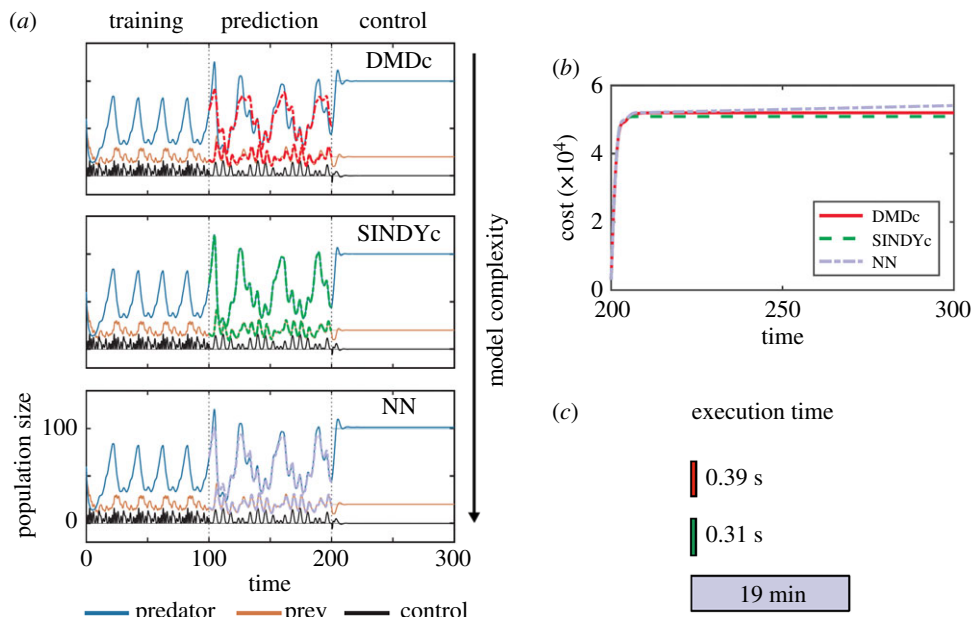 (a)
training prediction control
DMDc
SINDYc
NN
population size
100
0
0 100 200 300
time
predator prey control
model complexity
(b)
cost (×10⁴)
6
4
2
0
DMDc
SINDYc
NN
200 250 300
time
(c)
execution time
0.39 s
0.31 s
19 min